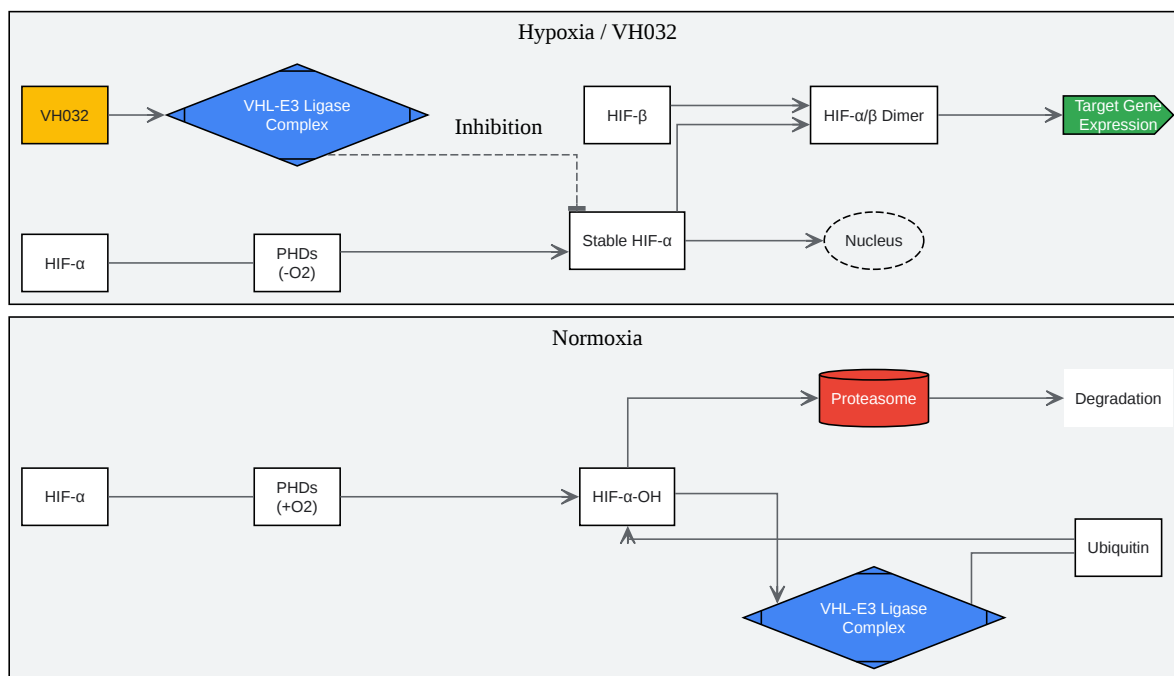 Hypoxia / VH032
VH032
VHL-E3 Ligase
Complex
Inhibition
HIF-β
HIF-α/β Dimer
Target Gene
Expression
HIF-α
PHDs
(-O2)
Stable HIF-α
Nucleus
Normoxia
Proteasome
Degradation
HIF-α
PHDs
(+O2)
HIF-α-OH
Ubiquitin
VHL-E3 Ligase
Complex